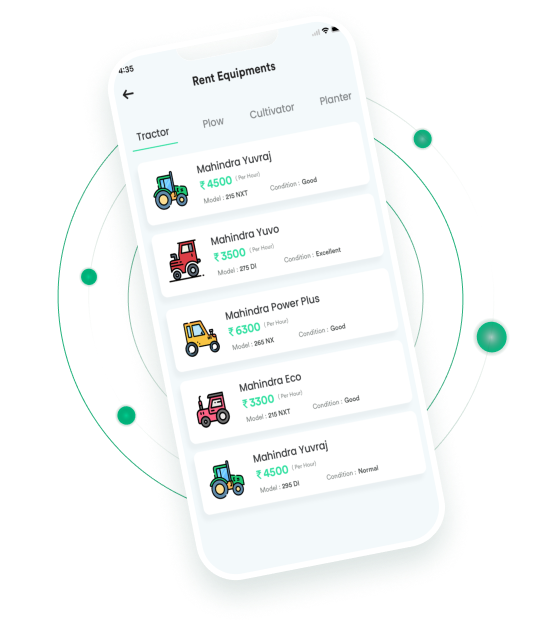 4:35
Rent Equipments
Tractor Plow Cultivator Planter
Mahindra Yuvraj
₹ 4500 ( Per Hour)
Model : 215 NXT Condition : Good
Mahindra Yuvo
₹ 3500 ( Per Hour)
Model : 275 DI Condition : Excellent
Mahindra Power Plus
₹ 6300 ( Per Hour)
Model : 265 NX Condition : Good
Mahindra Eco
₹ 3300 ( Per Hour)
Model : 215 NXT Condition : Good
Mahindra Yuvraj
₹ 4500 ( Per Hour)
Model : 295 DI Condition : Normal